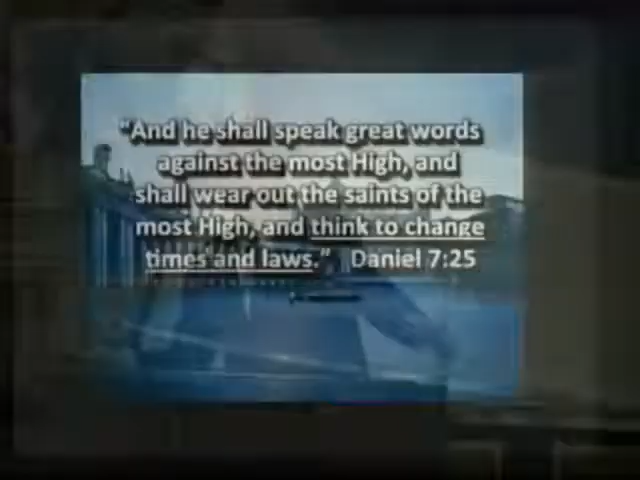 "And he shall speak great words
against the most High, and
shall wear out the saints of the
most High, and think to change
times and laws." Daniel 7:25